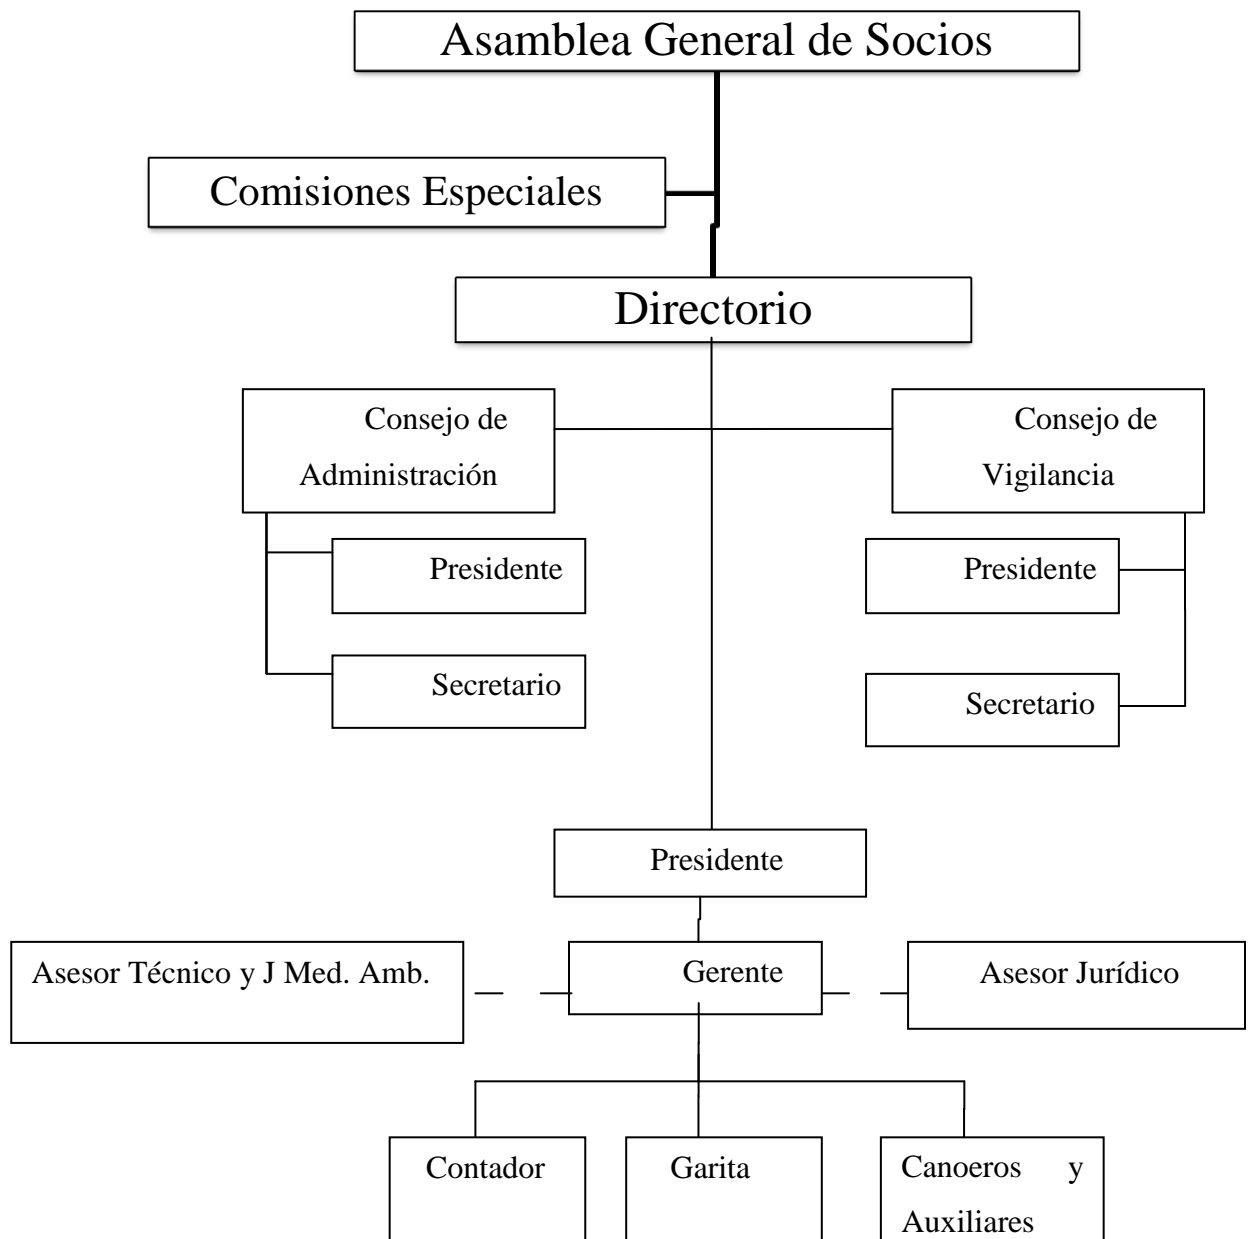 Asamblea General de Socios
Comisiones Especiales
Directorio
Consejo de
Administración
Consejo de
Vigilancia
Presidente
Presidente
Secretario
Secretario
Presidente
Asesor Técnico y J Med. Amb.
Gerente
Asesor Jurídico
Contador
Garita
Canoeros y
Auxiliares